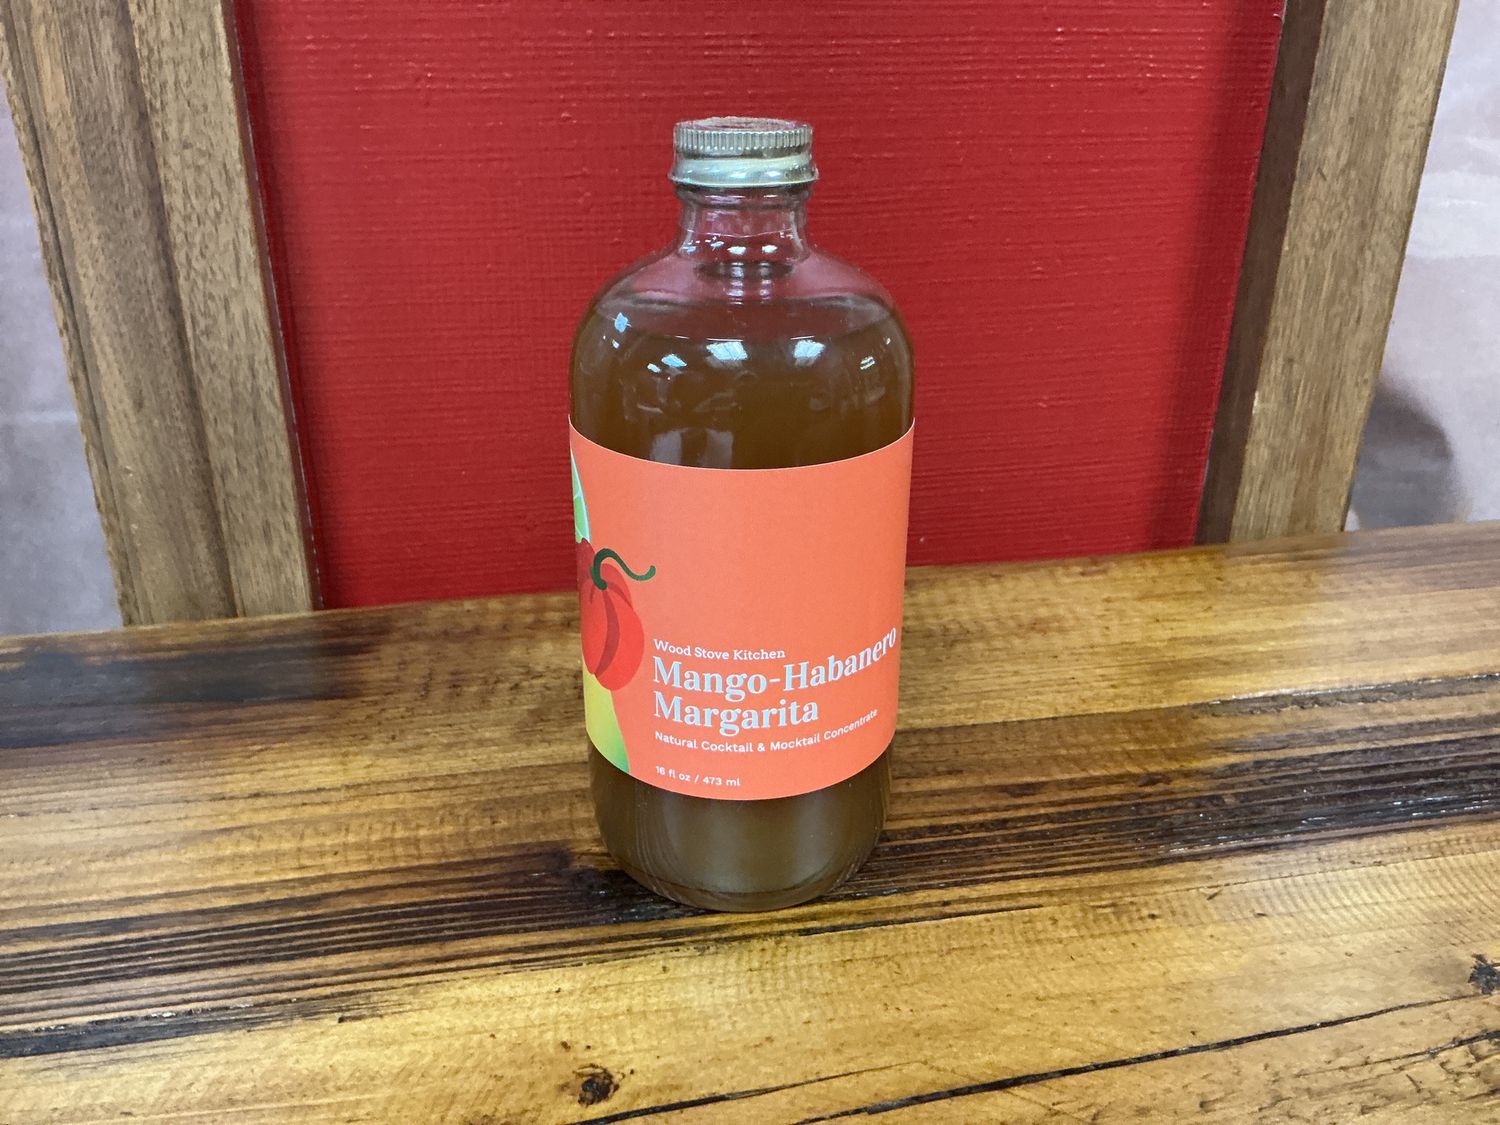 Wood Stove Kitchen
Mango-Habanero
Margarita
Natural Cocktail & Mocktail Concentrate
16 fl oz / 473 ml